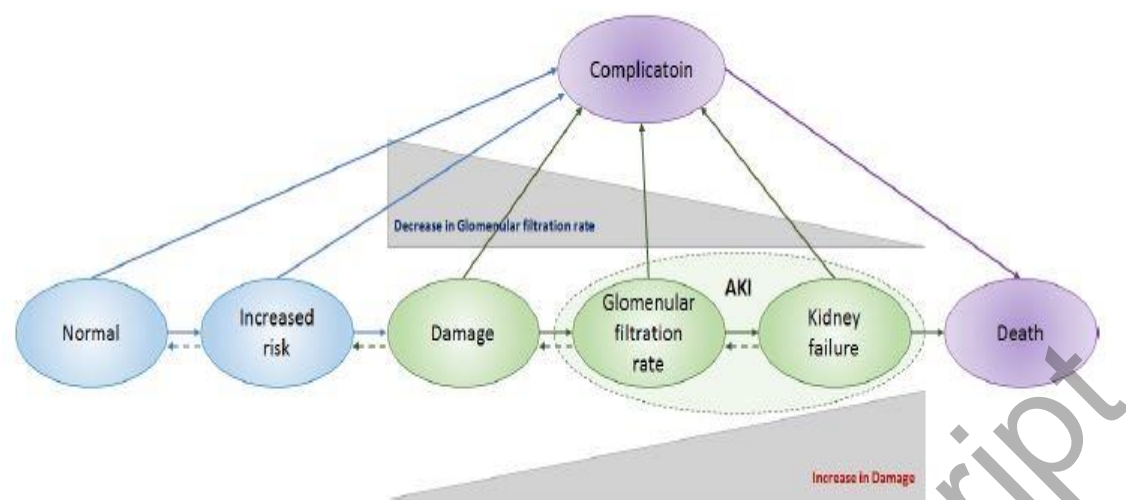 Complicatoin
Decrease in Glomenular filtration rate
AKI
Normal
Increased
risk
Damage
Glomenular
filtration
rate
Kidney
failure
Death
Increase in Damage
ript